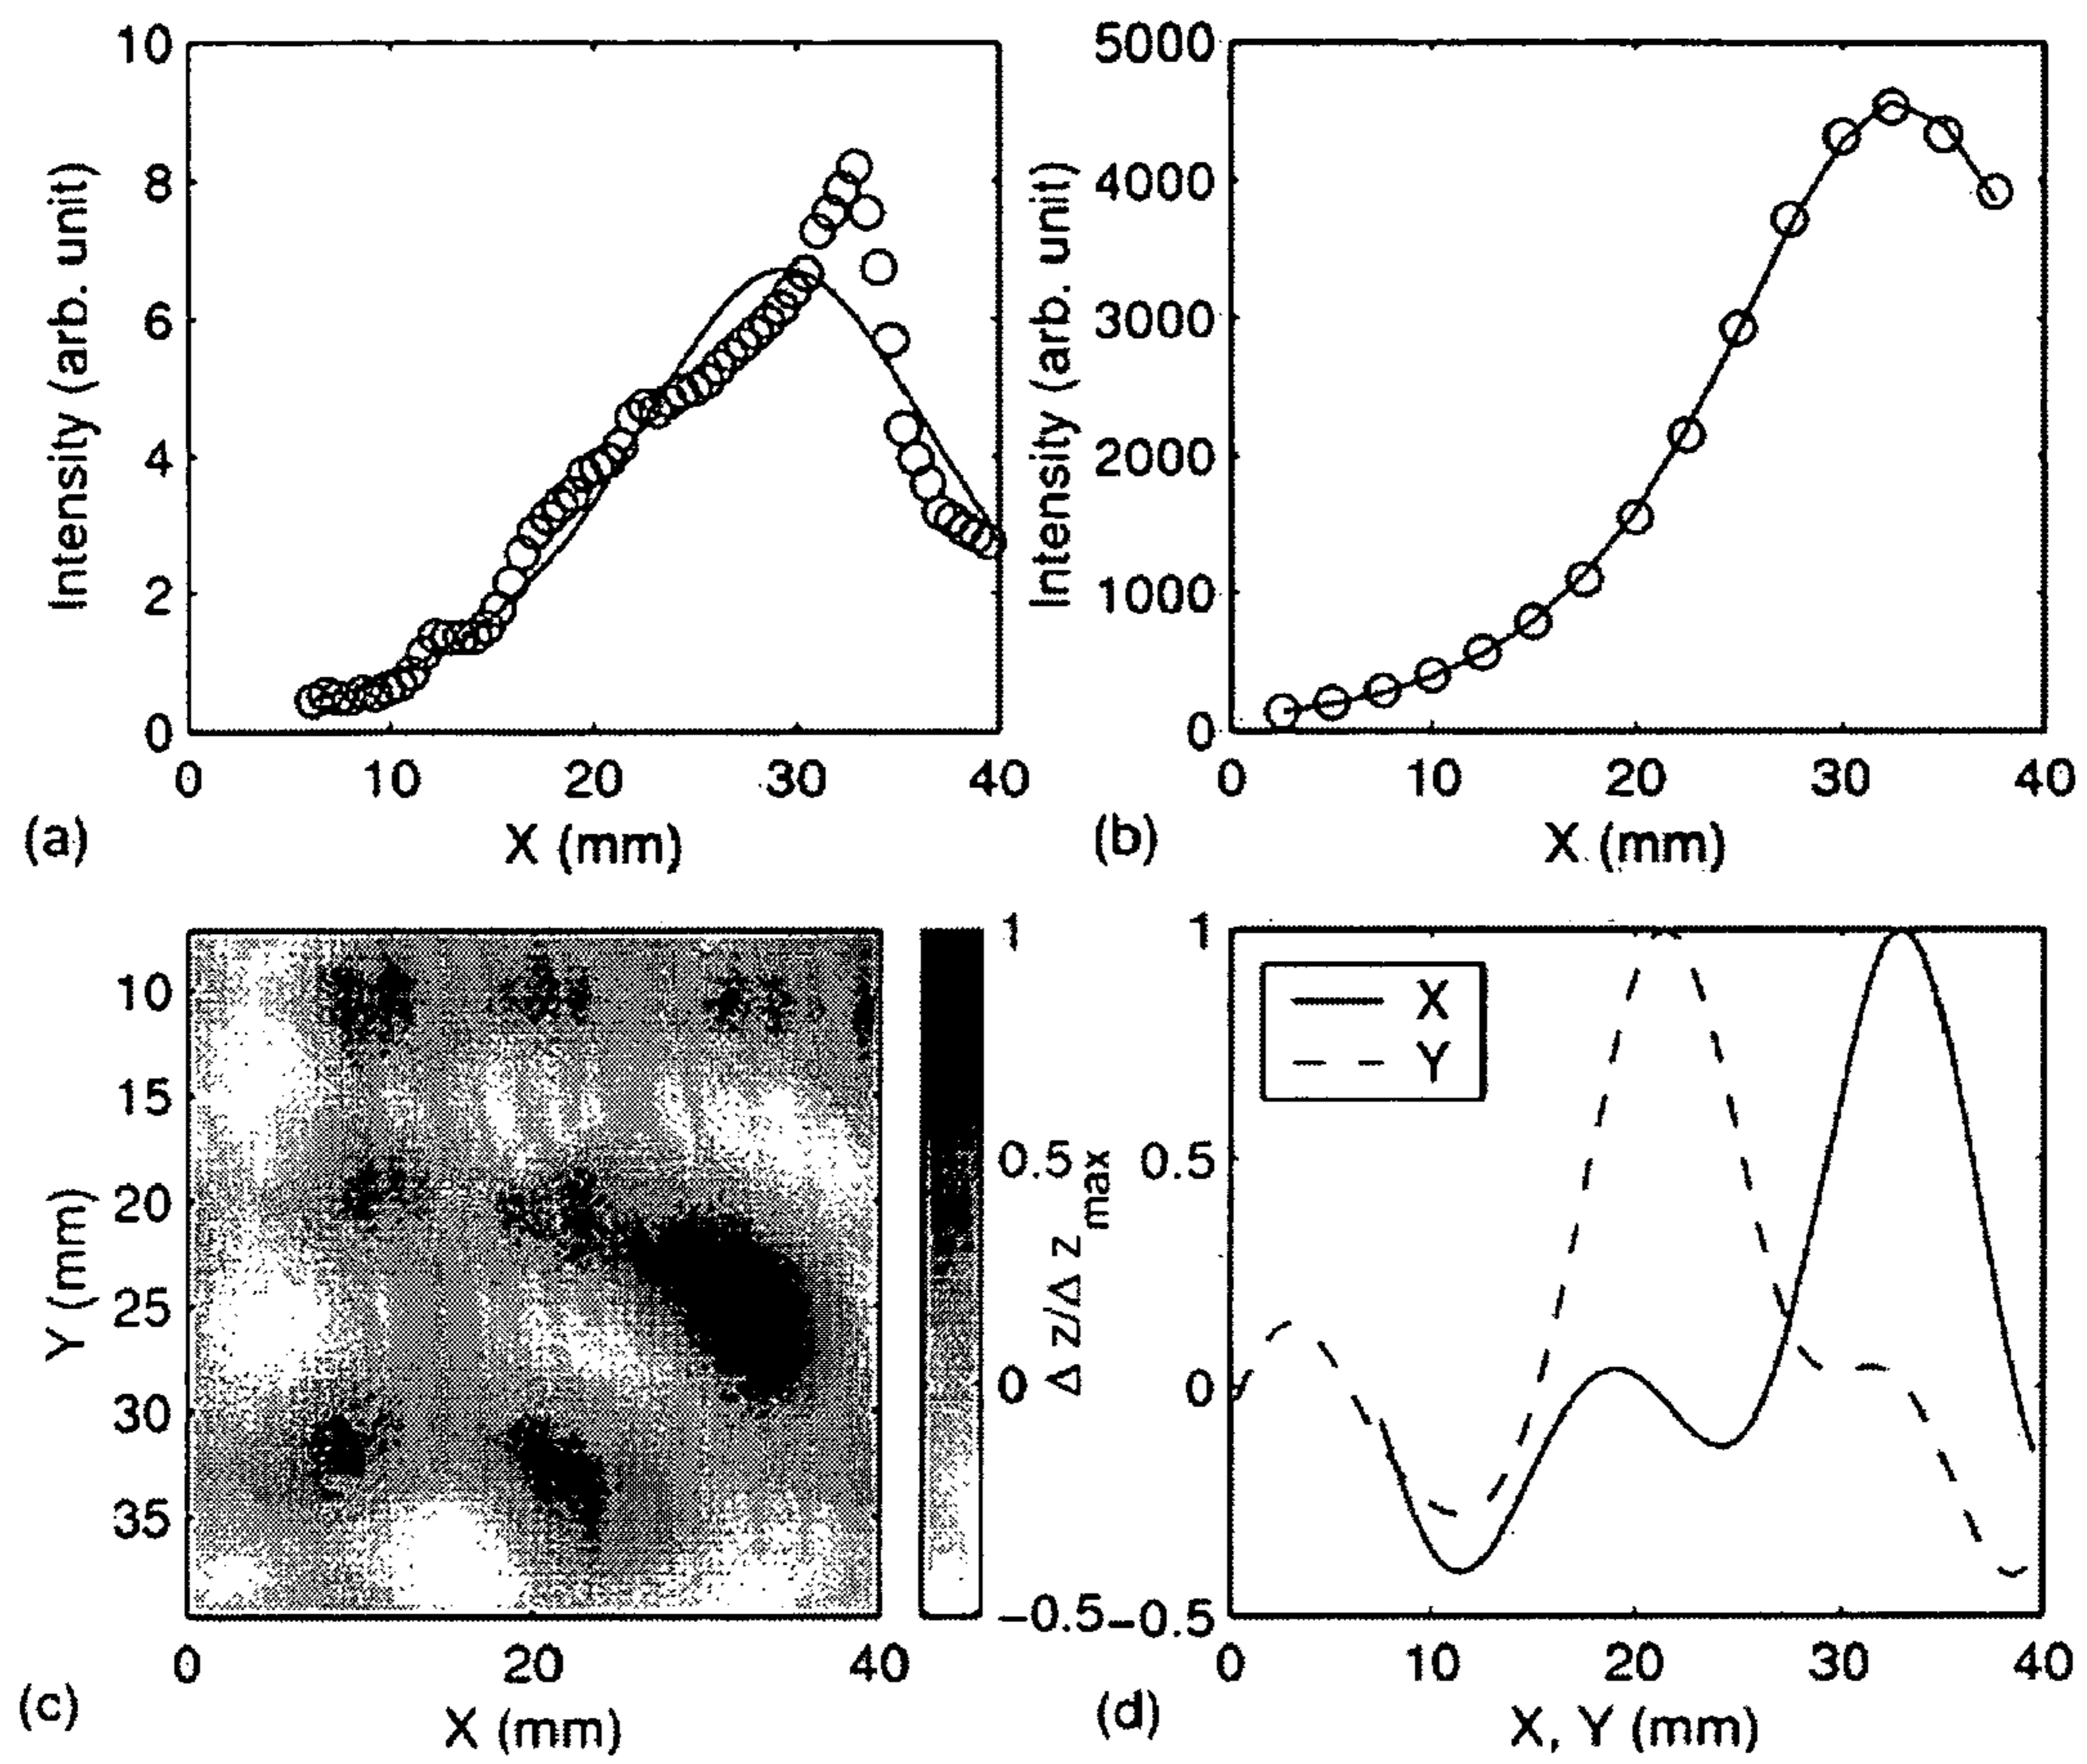 10
8
6
4
2
0
Intensity (arb. unit)
0 10 20 30 40
X (mm)
(a)
5000
4000
3000
2000
1000
0
Intensity (arb. unit)
0 10 20 30 40
X (mm)
(b)
10
15
20
25
30
35
Y (mm)
0 20 40
X (mm)
(c)
1
0.5
0
−0.5
Δ z/Δ z max
1
0.5
0
−0.5
X
Y
0 10 20 30 40
X, Y (mm)
(d)